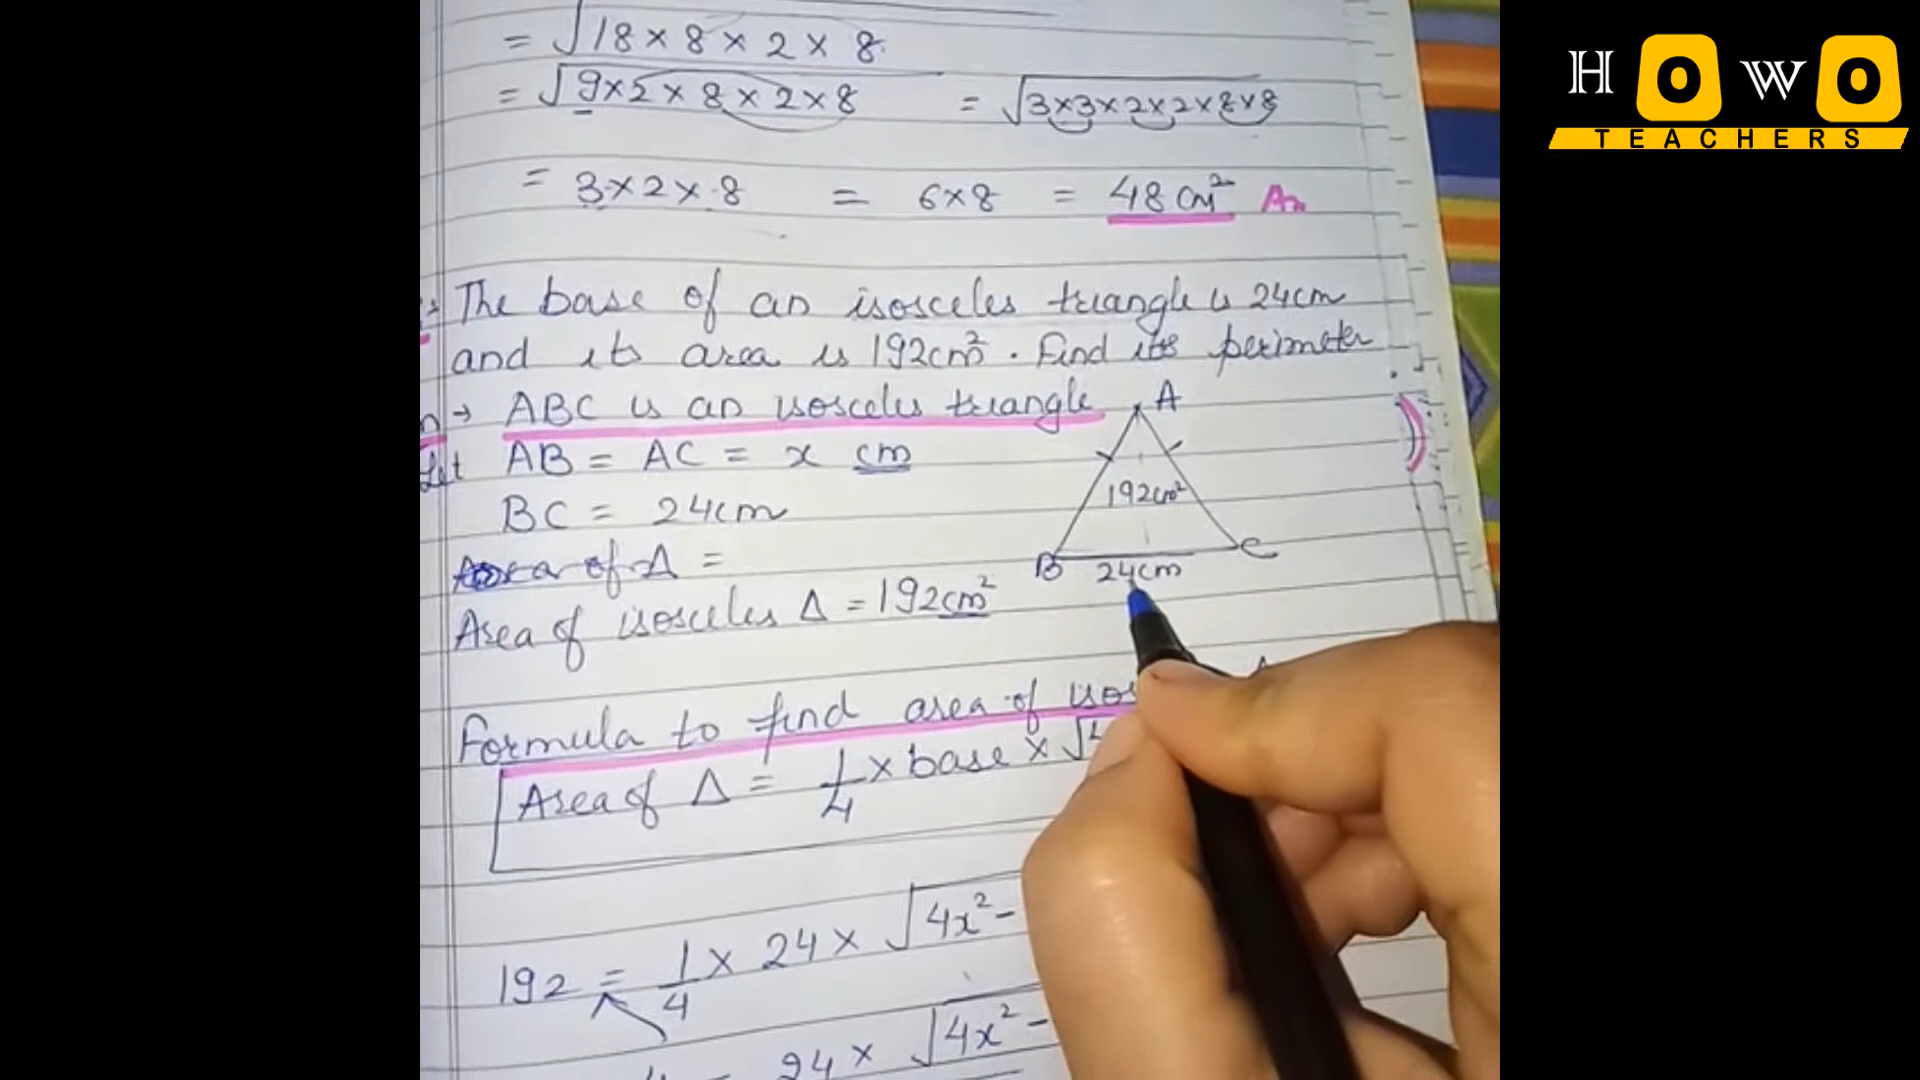 = √18 × 8 × 2 × 8
= √9×2 × 8 × 2 × 8 = √3×3×2×2×8×8
= 3×2×8 = 6×8 = 48 cm² An
The base of an isosceles triangle is 24cm
and its area is 192cm². Find its perimeter
→ ABC is an isosceles triangle
Let AB = AC = x cm
BC = 24cm
Area of Δ =
Area of isosceles Δ = 192cm²
A
192cm²
B C
24cm
Formula to find area of
Area of Δ = 1/4 × base × √4
192 = 1/4 × 24 × √4x² -
24 × √4x² -
HOWO
TEACHERS